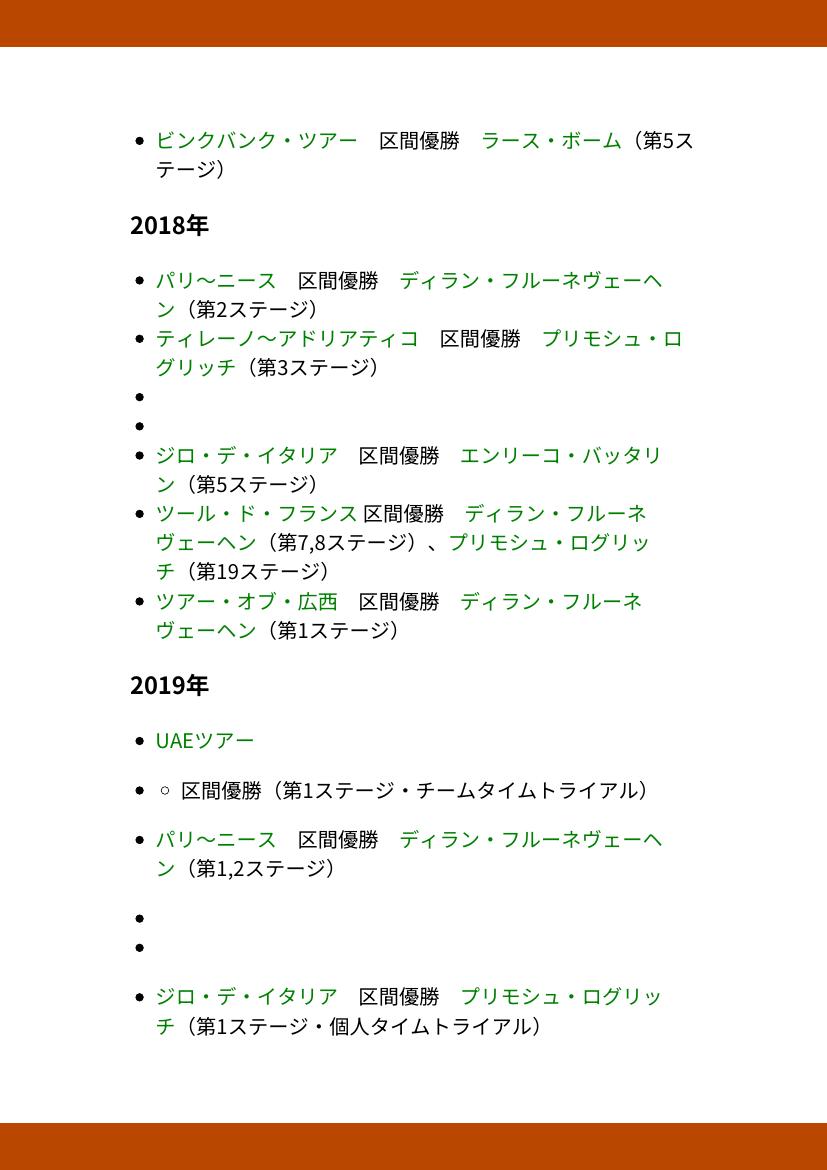 ビンクバンク・ツアー　区間優勝　ラース・ボーム（第5ス
テージ）
2018年
パリ〜ニース　区間優勝　ディラン・フルーネヴェーヘ
ン（第2ステージ）
ティレーノ〜アドリアティコ　区間優勝　プリモシュ・ロ
グリッチ（第3ステージ）
ジロ・デ・イタリア　区間優勝　エンリーコ・バッタリ
ン（第5ステージ）
ツール・ド・フランス 区間優勝　ディラン・フルーネ
ヴェーヘン（第7,8ステージ）、プリモシュ・ログリッ
チ（第19ステージ）
ツアー・オブ・広西　区間優勝　ディラン・フルーネ
ヴェーヘン（第1ステージ）
2019年
UAEツアー
区間優勝（第1ステージ・チームタイムトライアル）
パリ〜ニース　区間優勝　ディラン・フルーネヴェーヘ
ン（第1,2ステージ）
ジロ・デ・イタリア　区間優勝　プリモシュ・ログリッ
チ（第1ステージ・個人タイムトライアル）